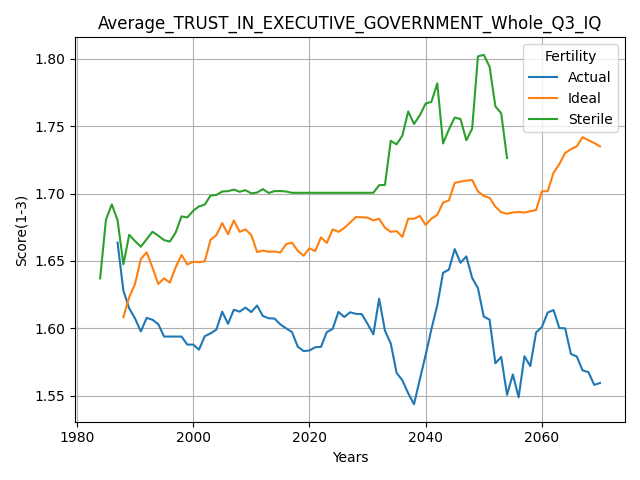 Average_TRUST_IN_EXECUTIVE_GOVERNMENT_Whole_Q3_IQ
Fertility
Actual
Ideal
Sterile
Score(1-3)
1.80
1.75
1.70
1.65
1.60
1.55
1980
2000
2020
2040
2060
Years